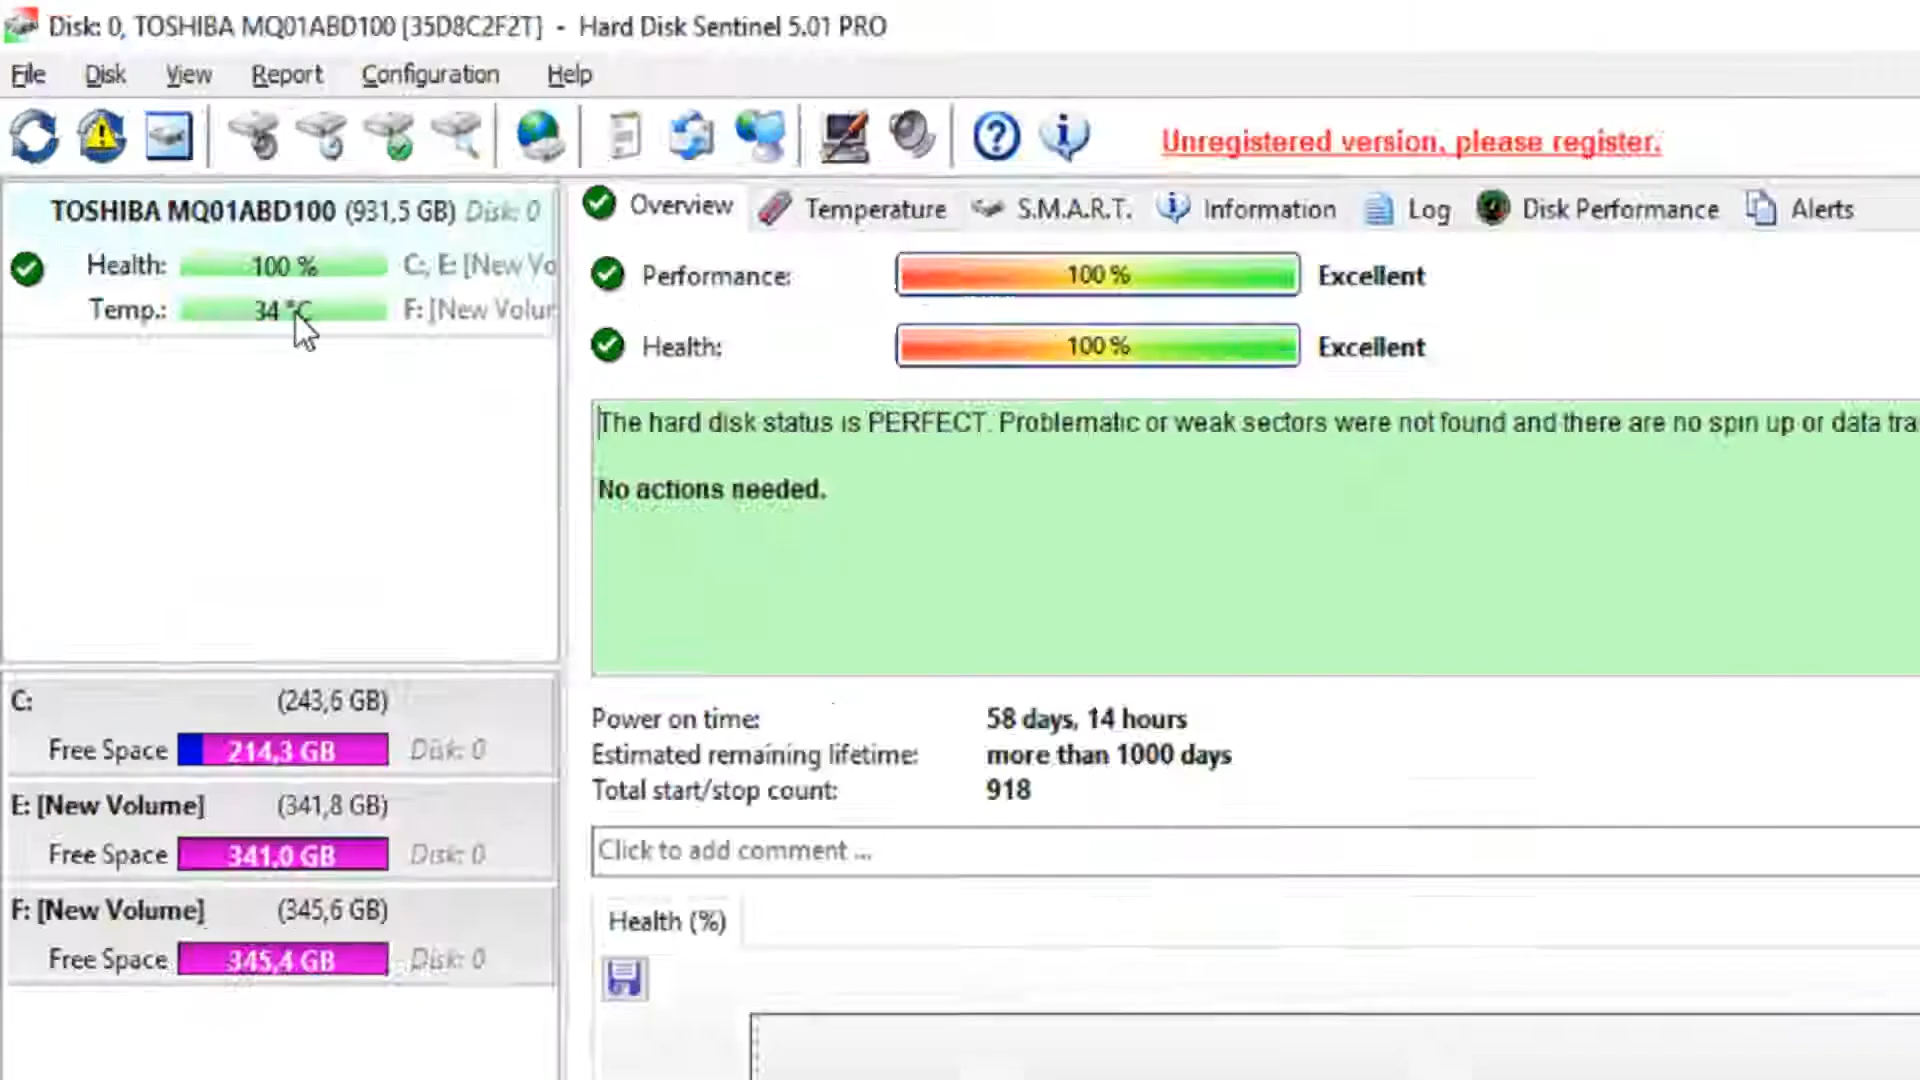 Disk: 0, TOSHIBA MQ01ABD100 [35D8C2F2T] - Hard Disk Sentinel 5.01 PRO
File Disk View Report Configuration Help
Unregistered version, please register.
TOSHIBA MQ01ABD100 (931,5 GB) Disk: 0
Health: 100 % C:, E: [New Vo
Temp.: 34 °C F: [New Volur
Overview Temperature S.M.A.R.T. Information Log Disk Performance Alerts
Performance: 100 % Excellent
Health: 100 % Excellent
The hard disk status is PERFECT. Problematic or weak sectors were not found and there are no spin up or data tra
No actions needed.
C: (243,6 GB)
Free Space 214,3 GB Disk: 0
E: [New Volume] (341,8 GB)
Free Space 341,0 GB Disk: 0
F: [New Volume] (345,6 GB)
Free Space 345,4 GB Disk: 0
Power on time: 58 days, 14 hours
Estimated remaining lifetime: more than 1000 days
Total start/stop count: 918
Click to add comment ...
Health (%)